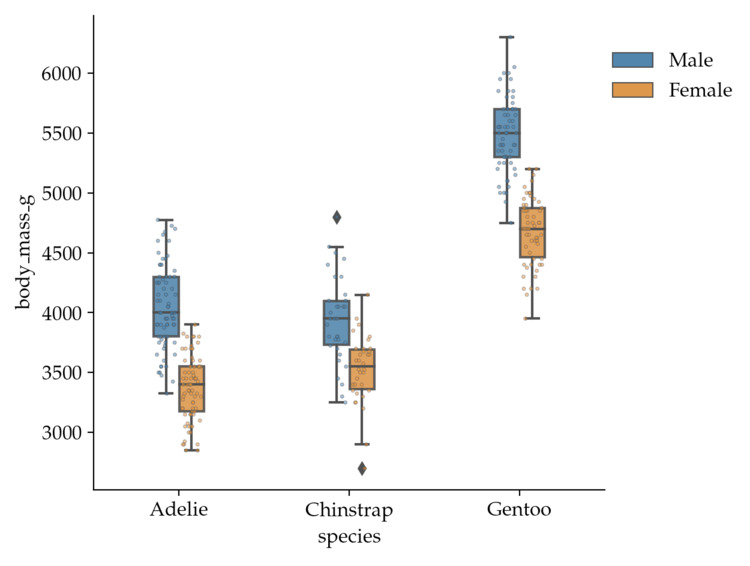 body_mass_g
6000
5500
5000
4500
4000
3500
3000
Adelie
Chinstrap
Gentoo
species
Male
Female